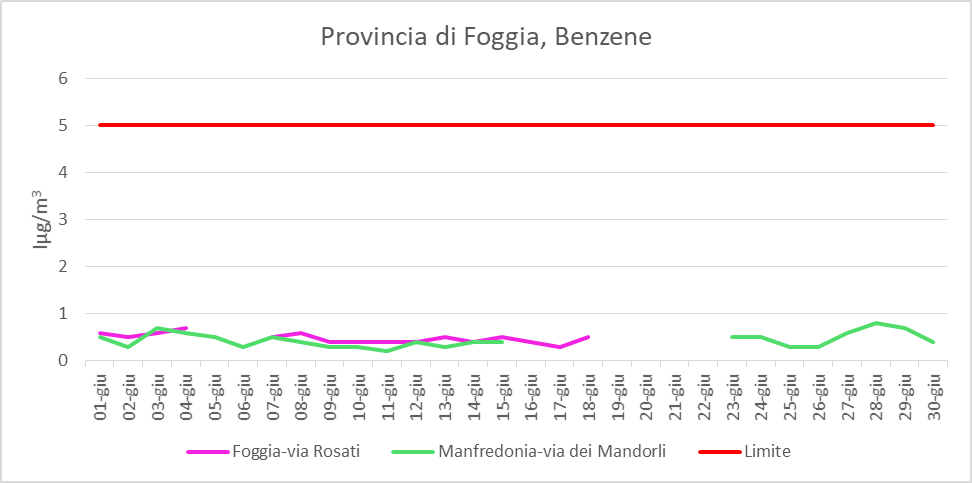 Provincia di Foggia, Benzene
6
5
4
3
2
1
0
Iµg/m³
01-giu
02-giu
03-giu
04-giu
05-giu
06-giu
07-giu
08-giu
09-giu
10-giu
11-giu
12-giu
13-giu
14-giu
15-giu
16-giu
17-giu
18-giu
19-giu
20-giu
21-giu
22-giu
23-giu
24-giu
25-giu
26-giu
27-giu
28-giu
29-giu
30-giu
Foggia-via Rosati
Manfredonia-via dei Mandorli
Limite